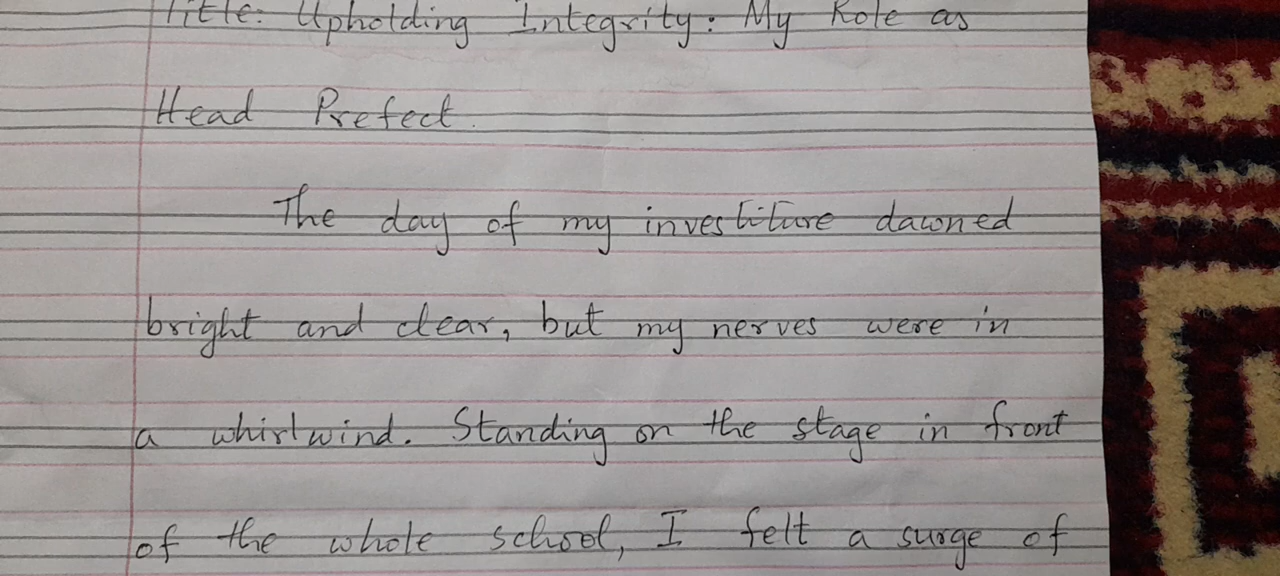 Title: Upholding Integrity: My Role as
Head Prefect.
The day of my investiture dawned
bright and clear, but my nerves were in
a whirlwind. Standing on the stage in front
of the whole school, I felt a surge of